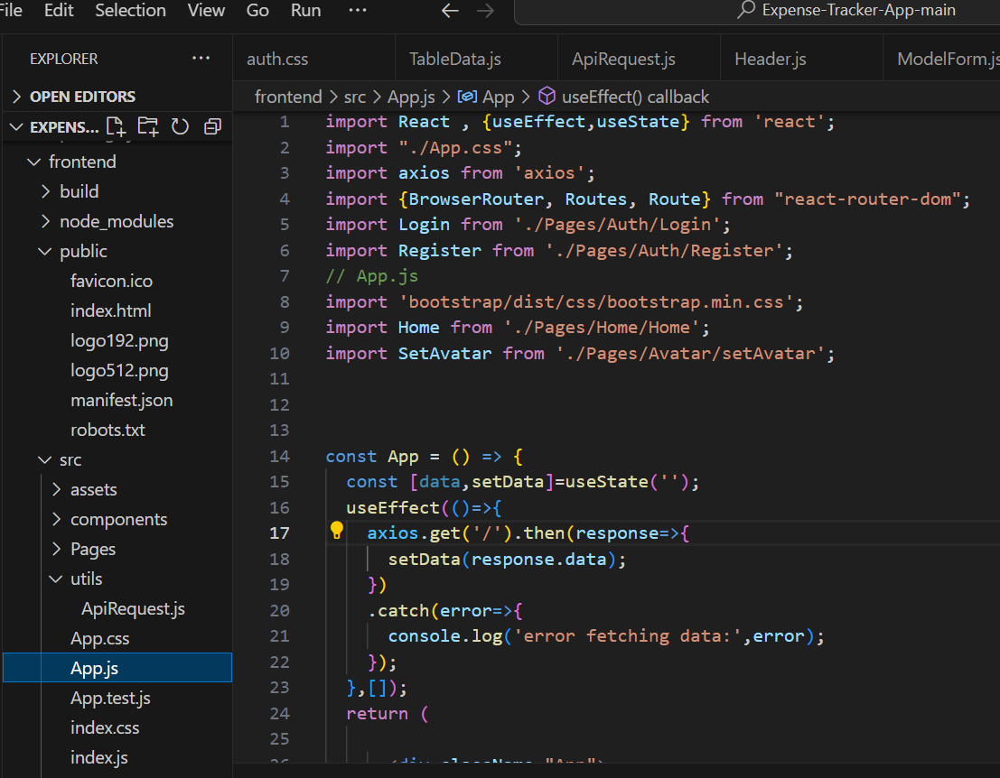 File Edit Selection View Go Run ··· Expense-Tracker-App-main
EXPLORER ···
OPEN EDITORS
EXPENS...
frontend
build
node_modules
public
favicon.ico
index.html
logo192.png
logo512.png
manifest.json
robots.txt
src
assets
components
Pages
utils
ApiRequest.js
App.css
App.js
App.test.js
index.css
index.js
auth.css TableData.js ApiRequest.js Header.js ModelForm.js
frontend > src > App.js > App > useEffect() callback
1 import React , {useEffect,useState} from 'react';
2 import "./App.css";
3 import axios from 'axios';
4 import {BrowserRouter, Routes, Route} from "react-router-dom";
5 import Login from './Pages/Auth/Login';
6 import Register from './Pages/Auth/Register';
7 // App.js
8 import 'bootstrap/dist/css/bootstrap.min.css';
9 import Home from './Pages/Home/Home';
10 import SetAvatar from './Pages/Avatar/setAvatar';
11
12
13
14 const App = () => {
15 const [data,setData]=useState('');
16 useEffect(()=>{
17 axios.get('/').then(response=>{
18 setData(response.data);
19 })
20 .catch(error=>{
21 console.log('error fetching data:',error);
22 });
23 },[]);
24 return (
25
26 <div className="App">